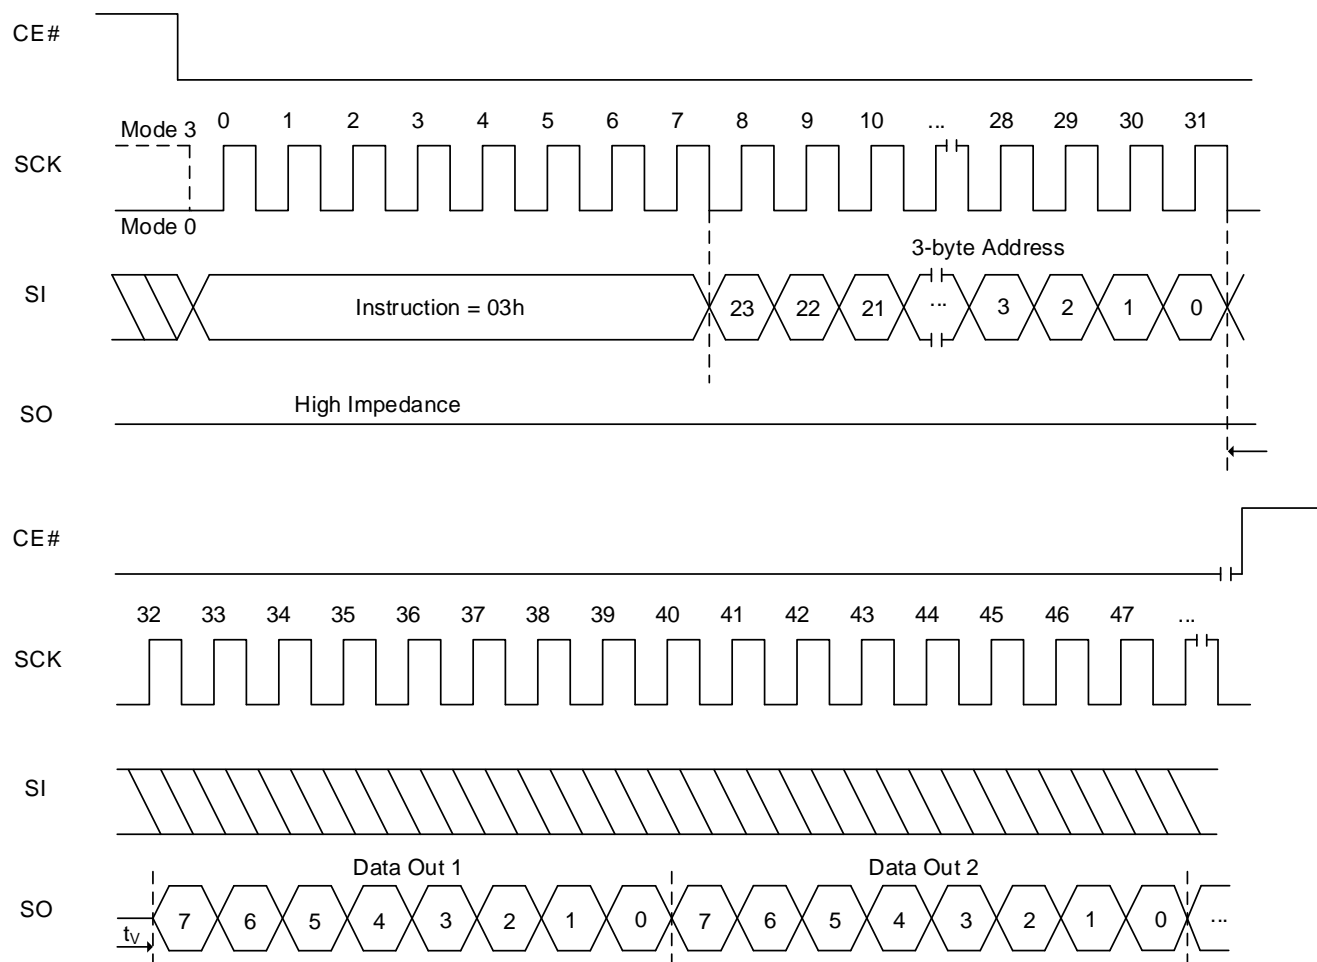 CE#
Mode 3 0 1 2 3 4 5 6 7 8 9 10 ... 28 29 30 31
SCK
Mode 0
3-byte Address
SI Instruction = 03h 23 22 21 ... 3 2 1 0
High Impedance
SO
CE#
32 33 34 35 36 37 38 39 40 41 42 43 44 45 46 47 ...
SCK
SI
Data Out 1 Data Out 2
SO 7 6 5 4 3 2 1 0 7 6 5 4 3 2 1 0 ...
tV